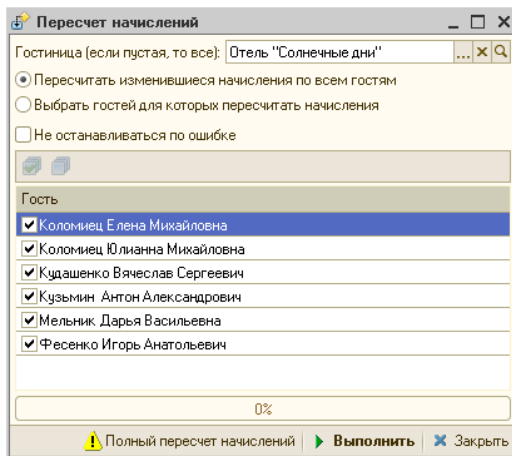 Пересчет начислений
Гостиница (если пустая, то все): Отель "Солнечные дни" ...
Пересчитать изменившиеся начисления по всем гостям
Выбрать гостей для которых пересчитать начисления
Не останавливаться по ошибке
Гость
Коломиец Елена Михайловна
Коломиец Юлианна Михайловна
Кудашенко Вячеслав Сергеевич
Кузьмин Антон Александрович
Мельник Дарья Васильевна
Фесенко Игорь Анатольевич
0%
Полный пересчет начислений Выполнить Закрыть